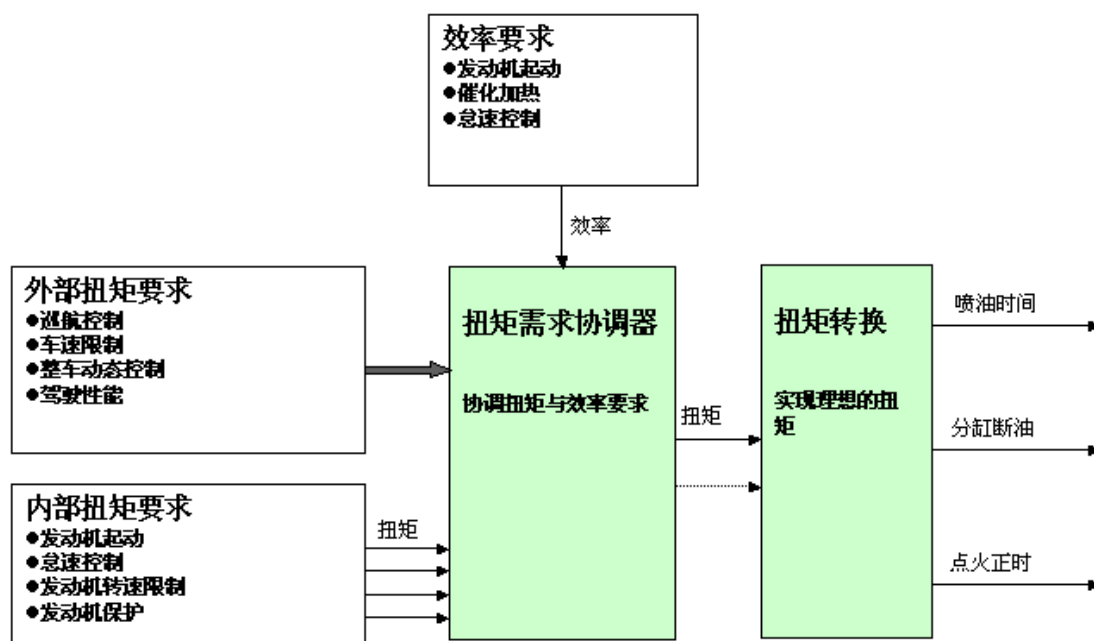 效率要求
●发动机起动
●催化加热
●怠速控制
效率
外部扭矩要求
●巡航控制
●车速限制
●整车动态控制
●驾驶性能
扭矩需求协调器
协调扭矩与效率要求
扭矩
扭矩转换
实现理想的扭
矩
喷油时间
分缸断油
点火正时
内部扭矩要求
●发动机起动
●怠速控制
●发动机转速限制
●发动机保护
扭矩